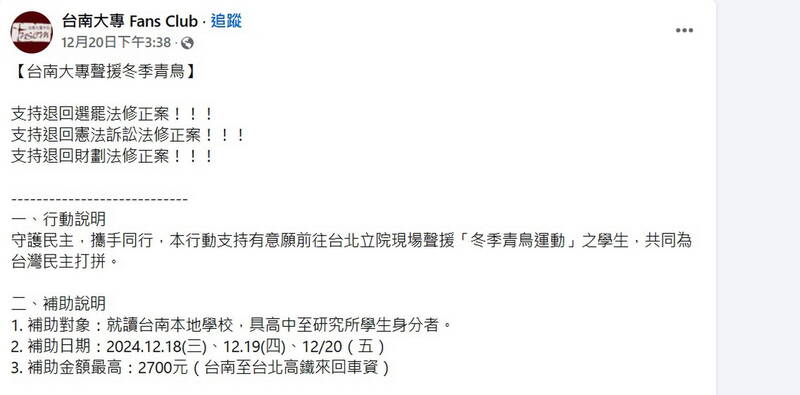 台南大專 Fans Club · 追蹤
12月20日下午3:38 ·
【台南大專聲援冬季青鳥】
支持退回選罷法修正案！！！
支持退回憲法訴訟法修正案！！！
支持退回財劃法修正案！！！
----------------------------
一、行動說明
守護民主，攜手同行，本行動支持有意願前往台北立院現場聲援「冬季青鳥運動」之學生，共同為
台灣民主打拼。
二、補助說明
1. 補助對象：就讀台南本地學校，具高中至研究所學生身分者。
2. 補助日期：2024.12.18(三)、12.19(四)、12/20（五）
3. 補助金額最高：2700元（台南至台北高鐵來回車資）